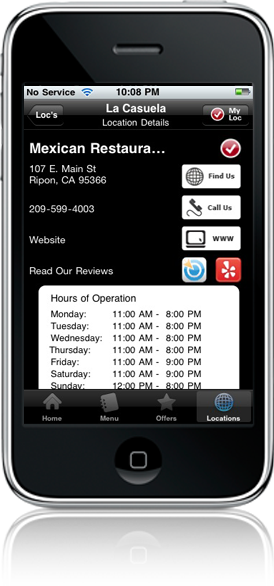 No Service 10:08 PM
Loc's La Casuela My Loc
Location Details
Mexican Restaura...
107 E. Main St Find Us
Ripon, CA 95366
209-599-4003 Call Us
Website www
Read Our Reviews
Hours of Operation
Monday: 11:00 AM - 8:00 PM
Tuesday: 11:00 AM - 8:00 PM
Wednesday: 11:00 AM - 8:00 PM
Thursday: 11:00 AM - 8:00 PM
Friday: 11:00 AM - 9:00 PM
Saturday: 11:00 AM - 9:00 PM
Sunday: 12:00 PM - 8:00 PM
Home Menu Offers Locations